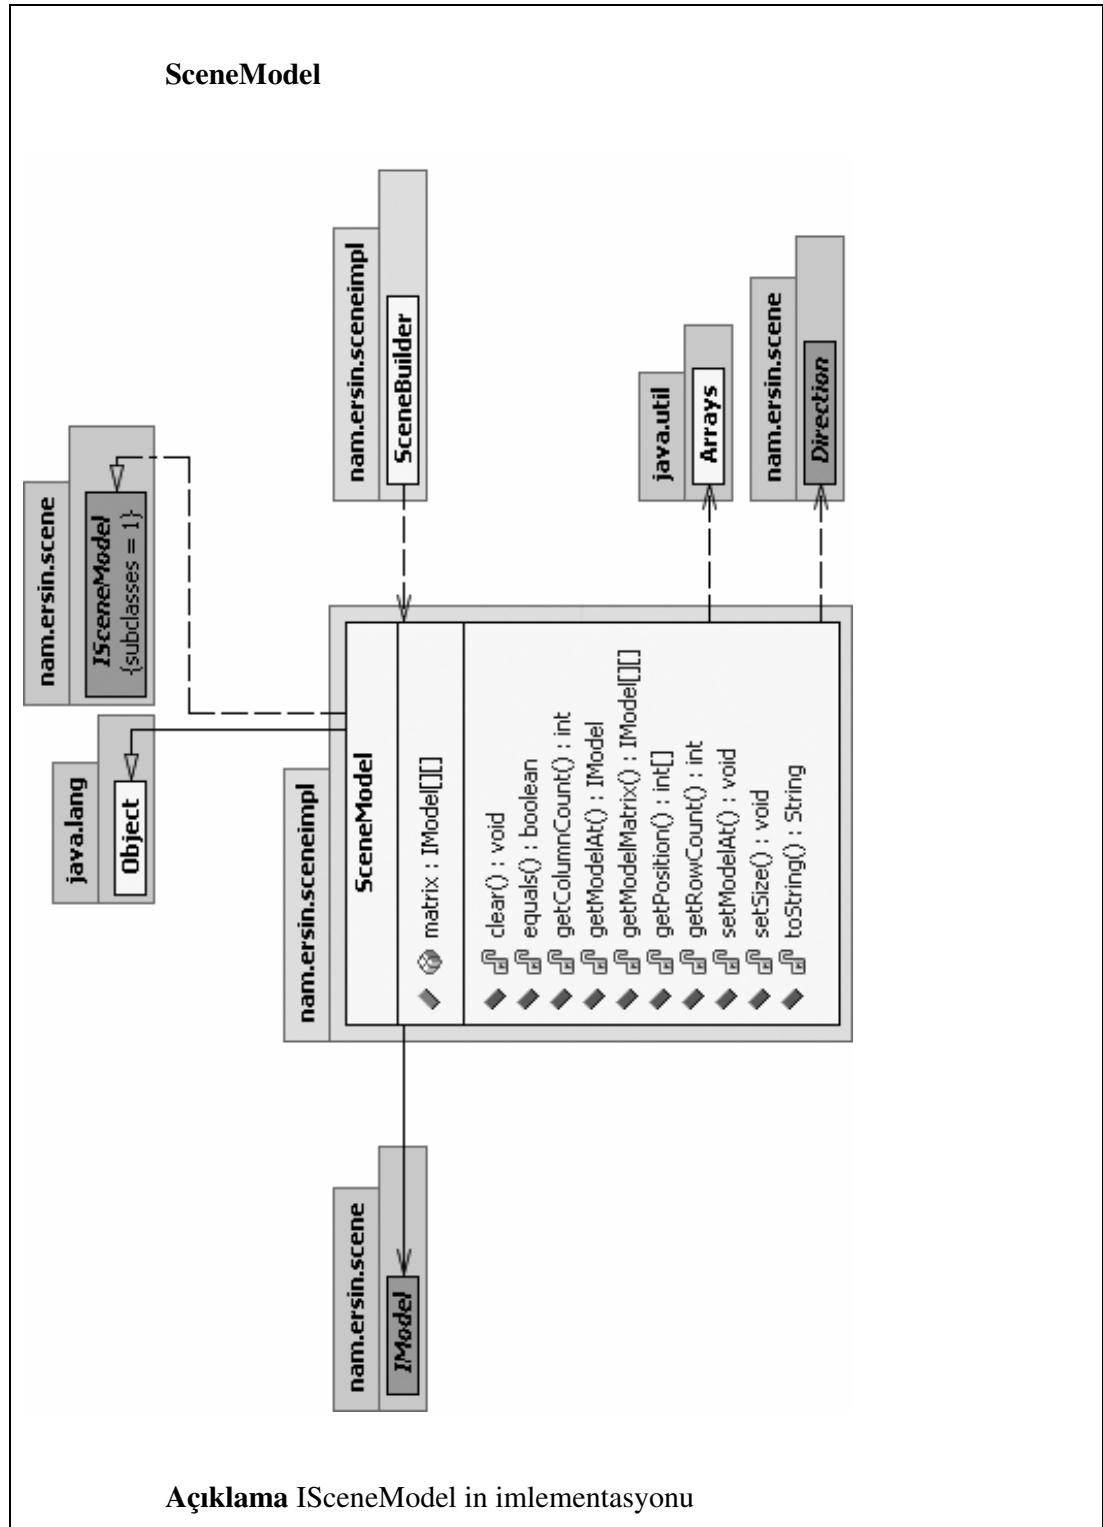 SceneModel
nam.ersin.scene
ISceneModel
{subclasses = 1}
java.lang
Object
nam.ersin.sceneimpl
SceneBuilder
java.util
Arrays
nam.ersin.scene
Direction
nam.ersin.sceneimpl
SceneModel
matrix : IModel[][]
clear() : void
equals() : boolean
getColumnCount() : int
getModelAt() : IModel
getModelMatrix() : IModel[][]
getPosition() : int[]
getRowCount() : int
setModelAt() : void
setSize() : void
toString() : String
nam.ersin.scene
IModel
Açıklama ISceneModel in imlementasyonu